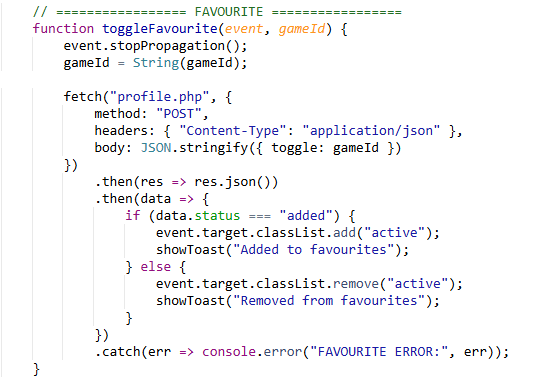 // ================= FAVOURITE =================
function toggleFavourite(event, gameId) {
    event.stopPropagation();
    gameId = String(gameId);

    fetch("profile.php", {
        method: "POST",
        headers: { "Content-Type": "application/json" },
        body: JSON.stringify({ toggle: gameId })
    })
        .then(res => res.json())
        .then(data => {
            if (data.status === "added") {
                event.target.classList.add("active");
                showToast("Added to favourites");
            } else {
                event.target.classList.remove("active");
                showToast("Removed from favourites");
            }
        })
        .catch(err => console.error("FAVOURITE ERROR:", err));
}